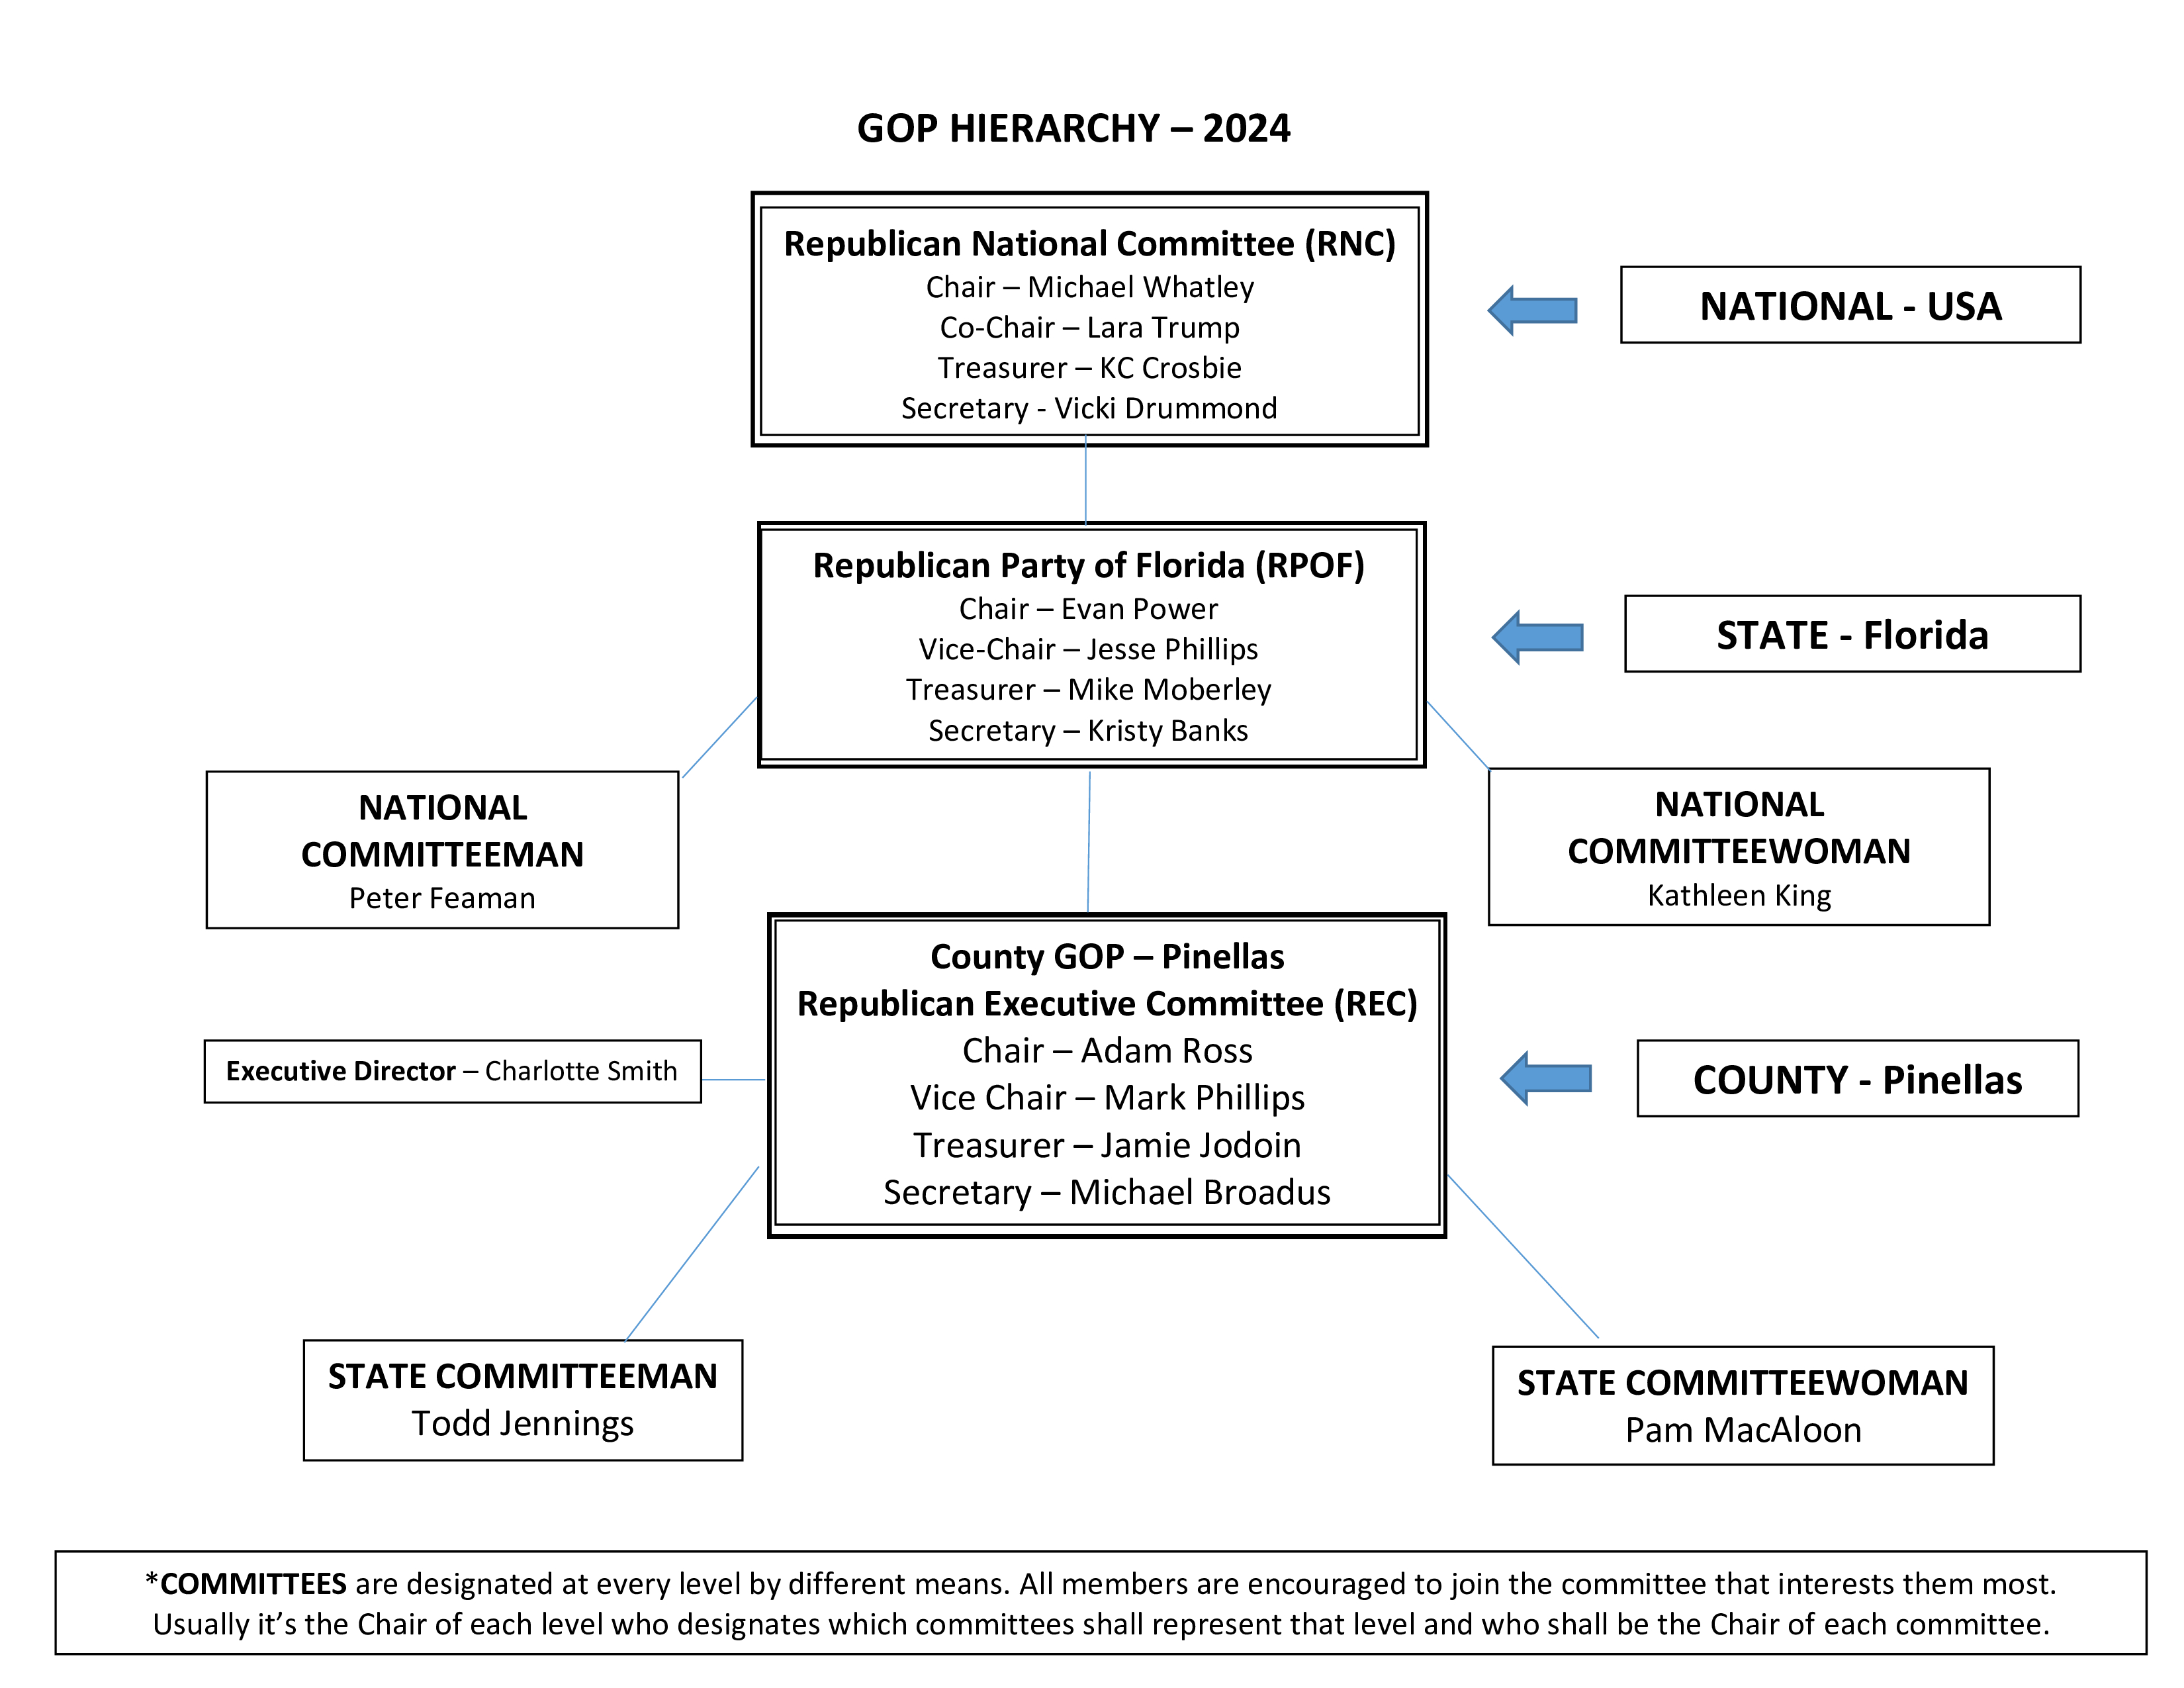 GOP HIERARCHY – 2024
Republican National Committee (RNC)
Chair – Michael Whatley
Co-Chair – Lara Trump
Treasurer – KC Crosbie
Secretary - Vicki Drummond
NATIONAL - USA
Republican Party of Florida (RPOF)
Chair – Evan Power
Vice-Chair – Jesse Phillips
Treasurer – Mike Moberley
Secretary – Kristy Banks
STATE - Florida
NATIONAL
COMMITTEEMAN
Peter Feaman
NATIONAL
COMMITTEEWOMAN
Kathleen King
County GOP – Pinellas
Republican Executive Committee (REC)
Chair – Adam Ross
Vice Chair – Mark Phillips
Treasurer – Jamie Jodoin
Secretary – Michael Broadus
Executive Director – Charlotte Smith
COUNTY - Pinellas
STATE COMMITTEEMAN
Todd Jennings
STATE COMMITTEEWOMAN
Pam MacAloon
*COMMITTEES are designated at every level by different means. All members are encouraged to join the committee that interests them most.
Usually it’s the Chair of each level who designates which committees shall represent that level and who shall be the Chair of each committee.